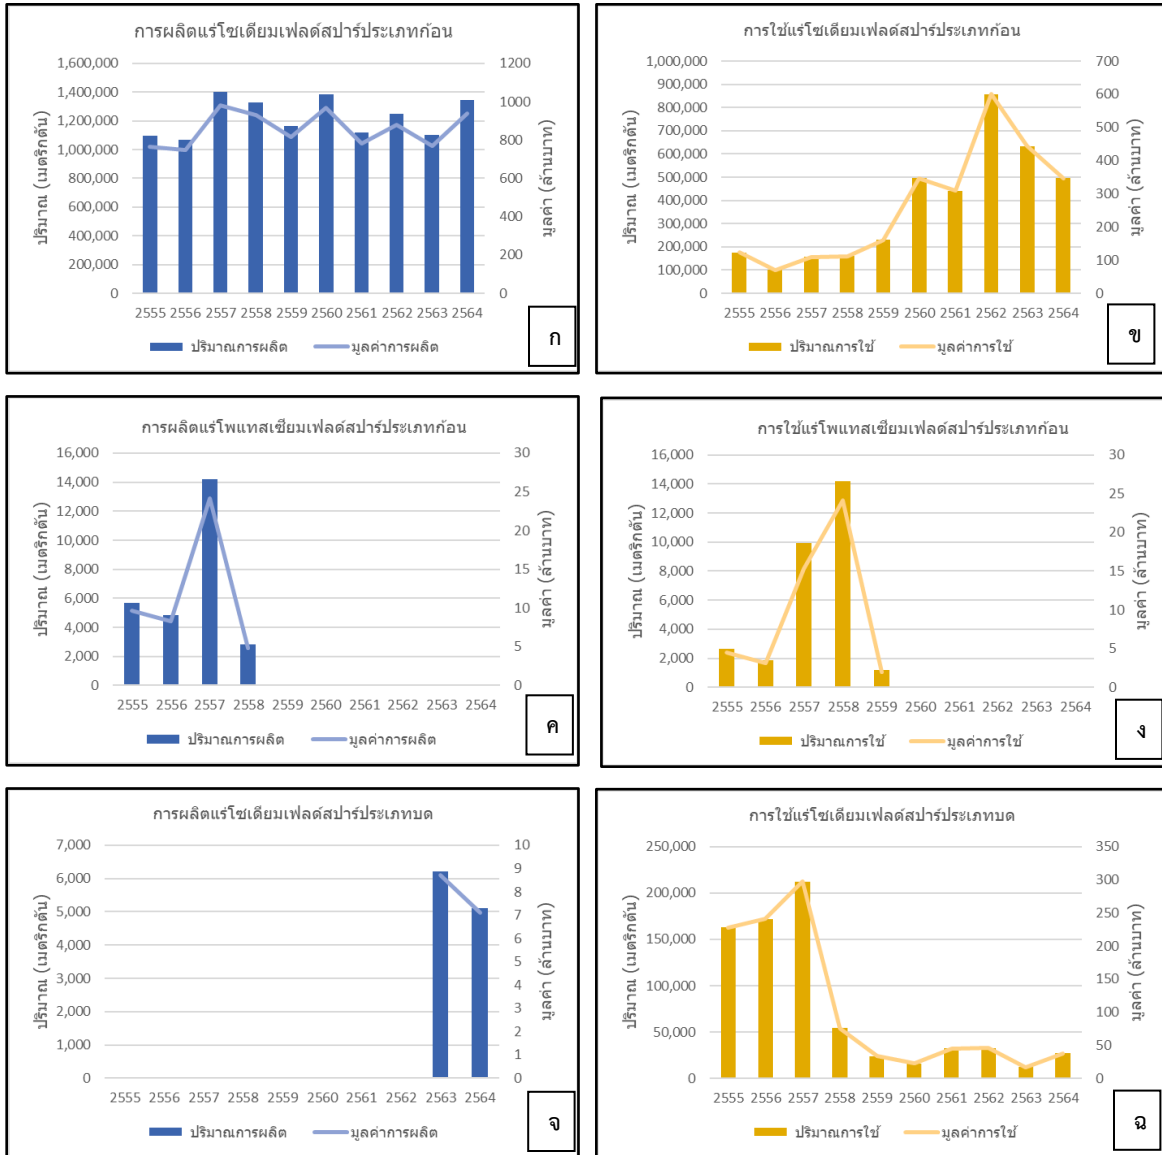 การผลิตแร่โซเดียมเฟลด์สปาร์ประเภทก้อน
ปริมาณ (เมตริกตัน)
1,600,000
1,400,000
1,200,000
1,000,000
800,000
600,000
400,000
200,000
0
1200
1000
800
600
400
200
0
มูลค่า (ล้านบาท)
2555 2556 2557 2558 2559 2560 2561 2562 2563 2564
ปริมาณการผลิต มูลค่าการผลิต
ก
การใช้แร่โซเดียมเฟลด์สปาร์ประเภทก้อน
ปริมาณ (เมตริกตัน)
1,000,000
900,000
800,000
700,000
600,000
500,000
400,000
300,000
200,000
100,000
0
700
600
500
400
300
200
100
0
มูลค่า (ล้านบาท)
2555 2556 2557 2558 2559 2560 2561 2562 2563 2564
ปริมาณการใช้ มูลค่าการใช้
ข
การผลิตแร่โพแทสเซียมเฟลด์สปาร์ประเภทก้อน
ปริมาณ (เมตริกตัน)
16,000
14,000
12,000
10,000
8,000
6,000
4,000
2,000
0
30
25
20
15
10
5
0
มูลค่า (ล้านบาท)
2555 2556 2557 2558 2559 2560 2561 2562 2563 2564
ปริมาณการผลิต มูลค่าการผลิต
ค
การใช้แร่โพแทสเซียมเฟลด์สปาร์ประเภทก้อน
ปริมาณ (เมตริกตัน)
16,000
14,000
12,000
10,000
8,000
6,000
4,000
2,000
0
30
25
20
15
10
5
0
มูลค่า (ล้านบาท)
2555 2556 2557 2558 2559 2560 2561 2562 2563 2564
ปริมาณการใช้ มูลค่าการใช้
ง
การผลิตแร่โซเดียมเฟลด์สปาร์ประเภทบด
ปริมาณ (เมตริกตัน)
7,000
6,000
5,000
4,000
3,000
2,000
1,000
0
10
9
8
7
6
5
4
3
2
1
0
มูลค่า (ล้านบาท)
2555 2556 2557 2558 2559 2560 2561 2562 2563 2564
ปริมาณการผลิต มูลค่าการผลิต
จ
การใช้แร่โซเดียมเฟลด์สปาร์ประเภทบด
ปริมาณ (เมตริกตัน)
250,000
200,000
150,000
100,000
50,000
0
350
300
250
200
150
100
50
0
มูลค่า (ล้านบาท)
2555 2556 2557 2558 2559 2560 2561 2562 2563 2564
ปริมาณการใช้ มูลค่าการใช้
ฉ